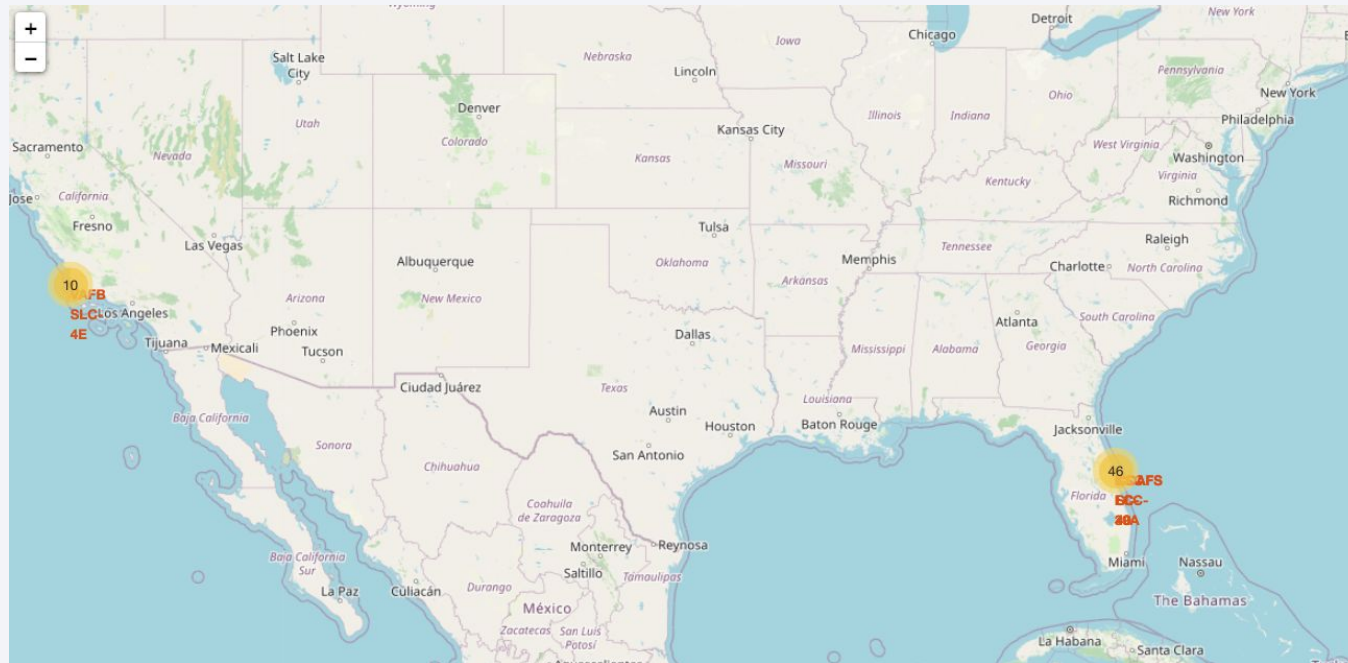 +
−
Wyoming
Detroit
New York
Chicago
Iowa
Salt Lake
City
Nebraska
Lincoln
Pennsylvania
New York
Ohio
Denver
Utah
Illinois
Indiana
Philadelphia
Kansas City
Sacramento
Nevada
Colorado
Kansas
Missouri
West Virginia
Washington
Virginia
Jose
California
Kentucky
Richmond
Fresno
Tulsa
Las Vegas
Raleigh
Tennessee
Albuquerque
Oklahoma
Memphis
Charlotte
North Carolina
10
Arkansas
VAFB
SLC-
4E
Los Angeles
Arizona
New Mexico
South Carolina
Phoenix
Atlanta
Dallas
Tijuana
Mexicali
Tucson
Mississippi
Alabama
Georgia
Ciudad Juárez
Texas
Louisiana
Austin
Baja California
Houston
Baton Rouge
Jacksonville
Sonora
San Antonio
Chihuahua
46
Florida
Coahuila
de Zaragoza
Monterrey
Reynosa
Baja California
Sur
Miami
Nassau
Saltillo
Tamaulipas
La Paz
Culiacán
Durango
The Bahamas
México
Zacatecas
San Luis
Potosí
La Habana
Santa Clara
Aguascalientes